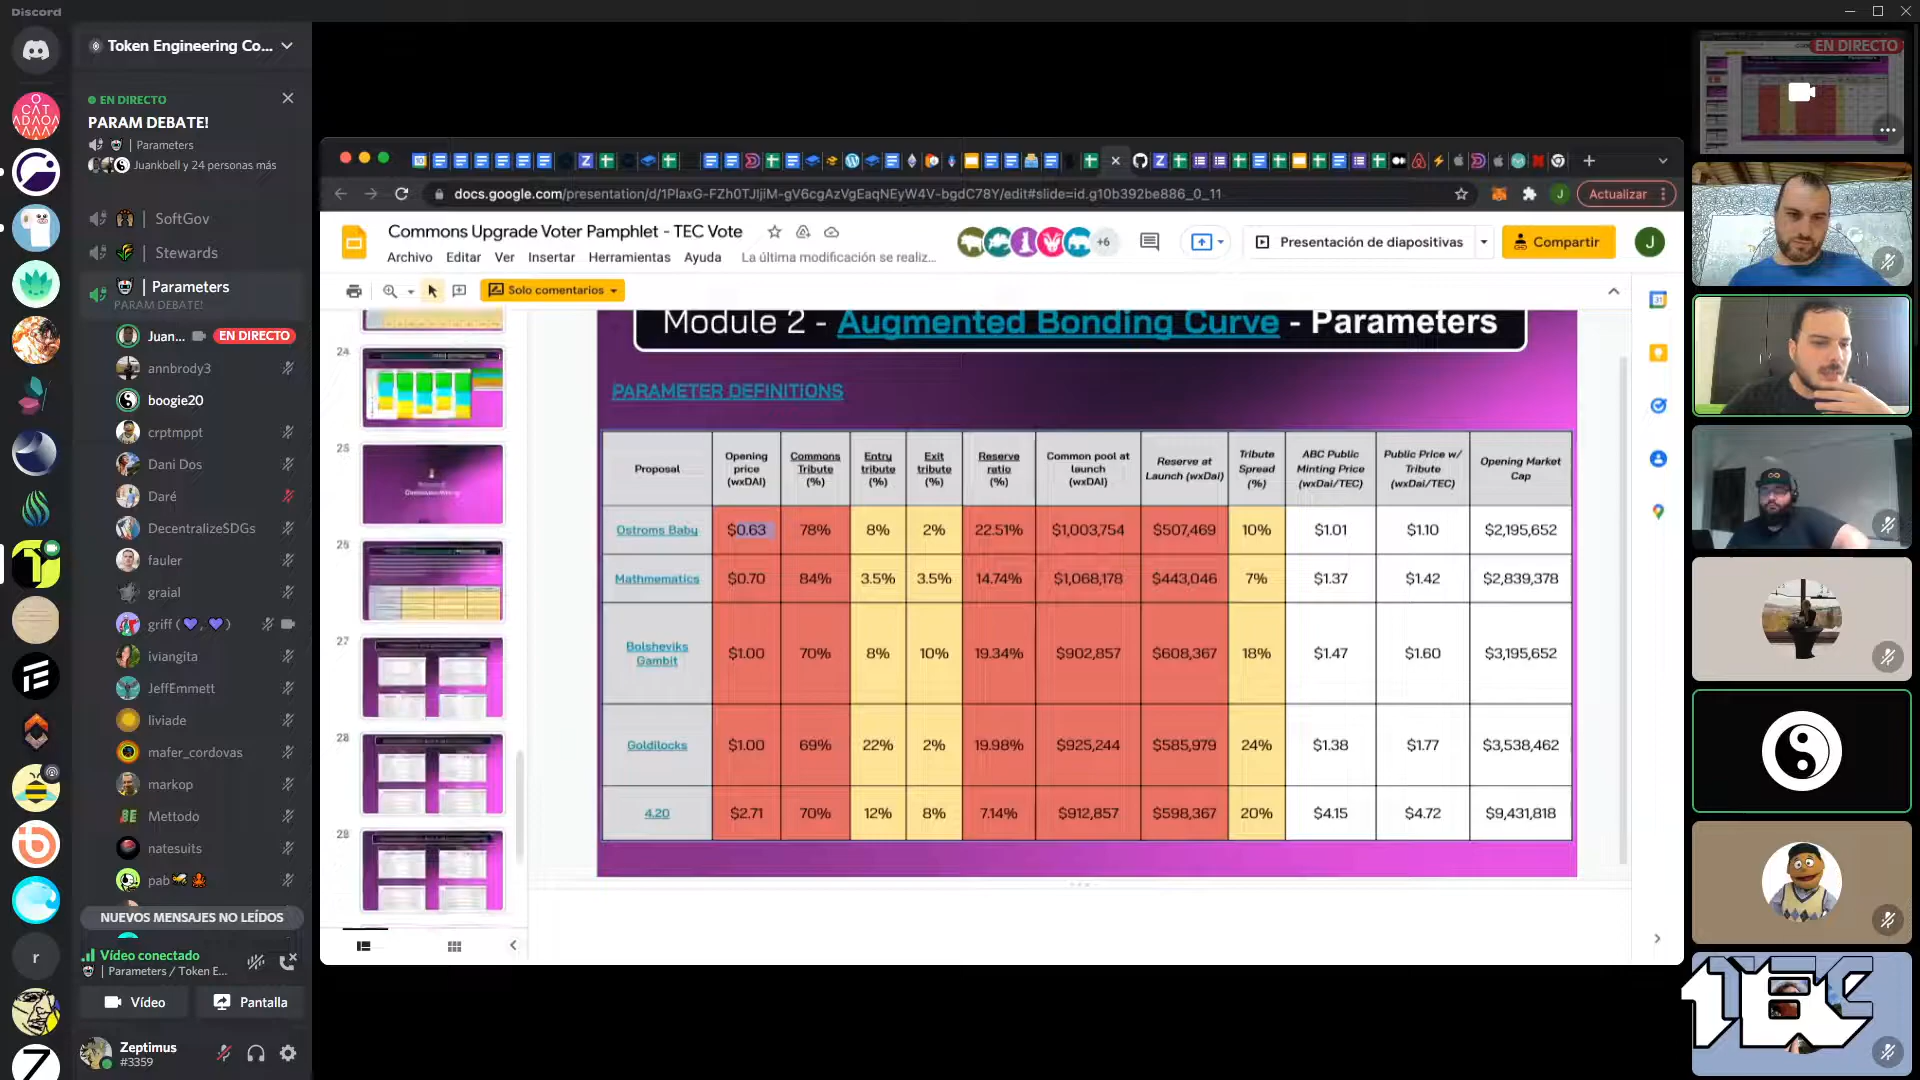 Discord
Token Engineering Co...
EN DIRECTO
PARAM DEBATE!
| Parameters
Juankbell y 24 personas más
| SoftGov
| Stewards
| Parameters
PARAM DEBATE!
Juan... EN DIRECTO
annbrody3
boogie20
crptmppt
Dani Dos
Daré
DecentralizeSDGs
fauler
graial
griff (💜,💜)
iviangita
JeffEmmett
liviade
mafer_cordovas
markop
Mettodo
natesuits
pab🐝🐙
NUEVOS MENSAJES NO LEÍDOS
Vídeo conectado
| Parameters / Token E...
Vídeo
Pantalla
Zeptimus
#3359
docs.google.com/presentation/d/1PlaxG-FZh0TJIjiM-gV6cgAzVgEaqNEyW4V-bgdC78Y/edit#slide=id.g10b392be886_0_11
J
Actualizar
Commons Upgrade Voter Pamphlet - TEC Vote
Archivo Editar Ver Insertar Herramientas Ayuda La última modificación se realiz...
+6
Presentación de diapositivas
Compartir
J
Solo comentarios
24
25
26
27
28
Module 2 - Augmented Bonding Curve - Parameters
PARAMETER DEFINITIONS
Proposal | Opening price (wxDAI) | Commons Tribute (%) | Entry tribute (%) | Exit tribute (%) | Reserve ratio (%) | Common pool at launch (wxDAI) | Reserve at Launch (wxDai) | Tribute Spread (%) | ABC Public Minting Price (wxDai/TEC) | Public Price w/ Tribute (wxDai/TEC) | Opening Market Cap
Ostroms Baby | $0.63 | 78% | 8% | 2% | 22.51% | $1,003,754 | $507,469 | 10% | $1.01 | $1.10 | $2,195,652
Mathmematics | $0.70 | 84% | 3.5% | 3.5% | 14.74% | $1,068,178 | $443,046 | 7% | $1.37 | $1.42 | $2,839,378
Bolsheviks Gambit | $1.00 | 70% | 8% | 10% | 19.34% | $902,857 | $608,367 | 18% | $1.47 | $1.60 | $3,195,652
Goldilocks | $1.00 | 69% | 22% | 2% | 19.98% | $925,244 | $585,979 | 24% | $1.38 | $1.77 | $3,538,462
4.20 | $2.71 | 70% | 12% | 8% | 7.14% | $912,857 | $598,367 | 20% | $4.15 | $4.72 | $9,431,818
EN DIRECTO
TEC